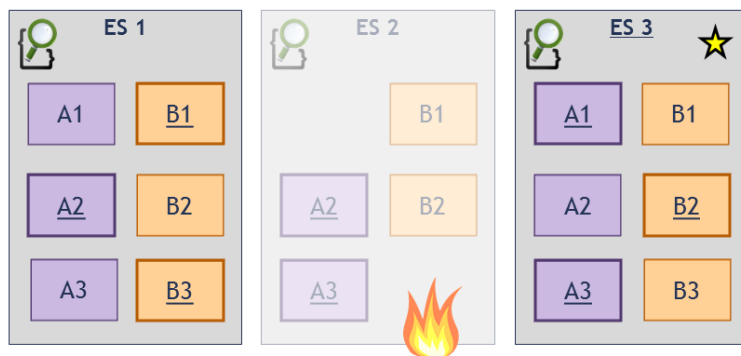 ES 1
A1 B1
A2 B2
A3 B3
ES 2
B1
A2 B2
A3
ES 3
A1 B1
A2 B2
A3 B3